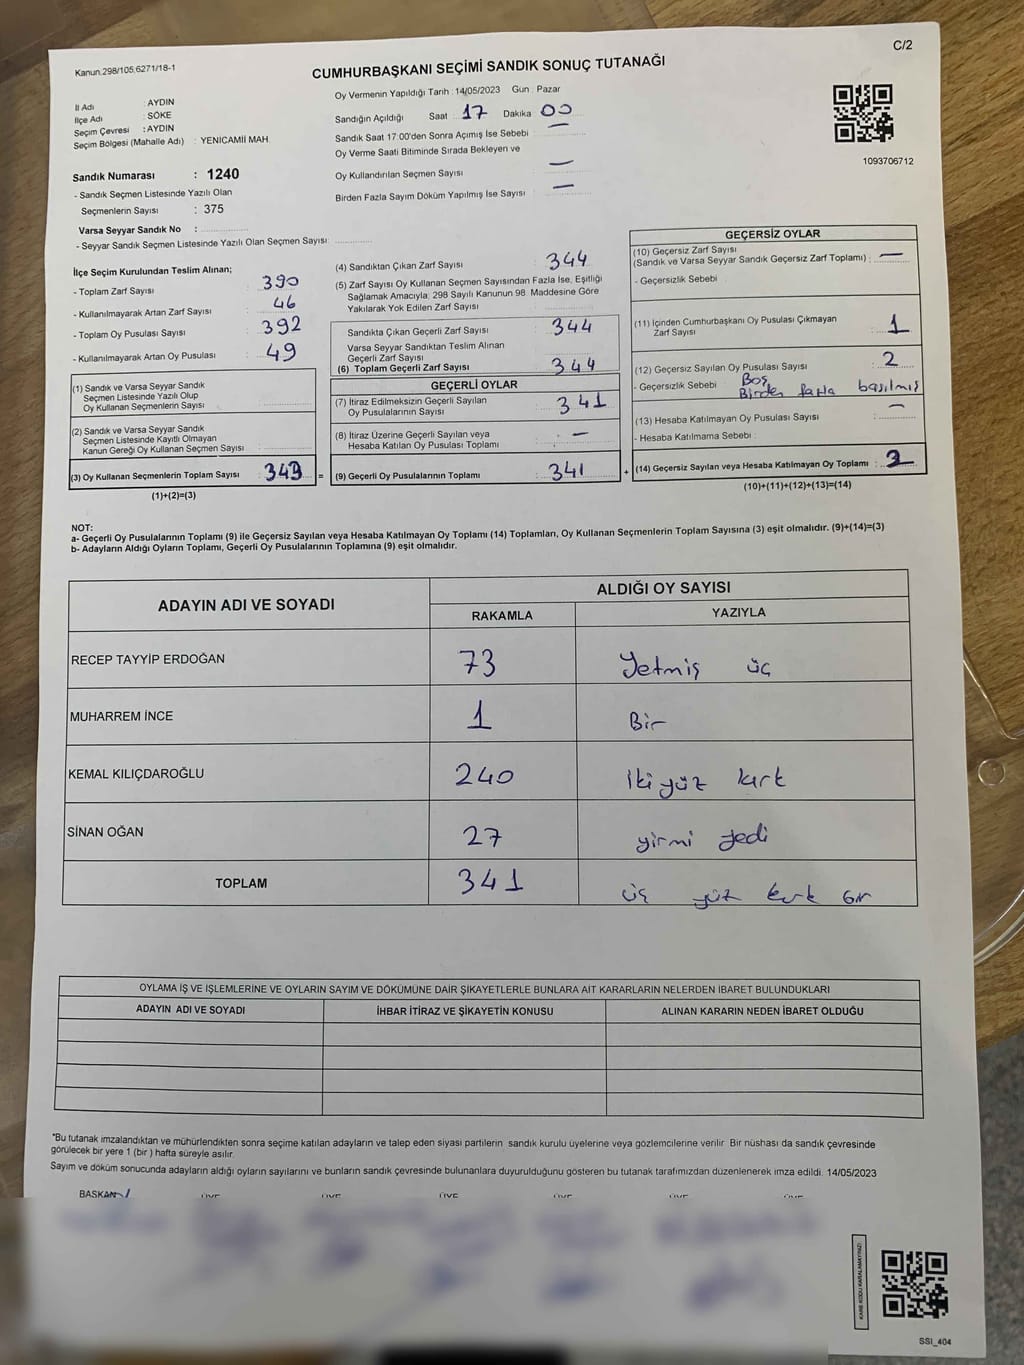 C/2
Kanun.298/105,6271/18-1
CUMHURBAŞKANI SEÇİMİ SANDIK SONUÇ TUTANAĞI
İl Adı : AYDIN
İlçe Adı : SÖKE
Seçim Çevresi : AYDIN
Seçim Bölgesi (Mahalle Adı) : YENICAMII MAH.
Oy Vermenin Yapıldığı Tarih : 14/05/2023 Gün : Pazar
Sandığın Açıldığı Saat 17 Dakika 00
Sandık Saat 17:00'den Sonra Açımış İse Sebebi : —
Oy Verme Saati Bitiminde Sırada Bekleyen ve
Oy Kullandırılan Seçmen Sayısı : —
Birden Fazla Sayım Döküm Yapılmış İse Sayısı : —
1093706712
Sandık Numarası : 1240
- Sandık Seçmen Listesinde Yazılı Olan
Seçmenlerin Sayısı : 375
Varsa Seyyar Sandık No :
- Seyyar Sandık Seçmen Listesinde Yazılı Olan Seçmen Sayısı:
İlçe Seçim Kurulundan Teslim Alınan;
- Toplam Zarf Sayısı : 390
- Kullanılmayarak Artan Zarf Sayısı : 46
- Toplam Oy Pusulası Sayısı : 392
- Kullanılmayarak Artan Oy Pusulası : 49
(1) Sandık ve Varsa Seyyar Sandık
Seçmen Listesinde Yazılı Olup
Oy Kullanan Seçmenlerin Sayısı :
(2) Sandık ve Varsa Seyyar Sandık
Seçmen Listesinde Kayıtlı Olmayan
Kanun Gereği Oy Kullanan Seçmen Sayısı :
(3) Oy Kullanan Seçmenlerin Toplam Sayısı : 343 =
(1)+(2)=(3)
(4) Sandıktan Çıkan Zarf Sayısı : 344
(5) Zarf Sayısı Oy Kullanan Seçmen Sayısından Fazla İse, Eşitliği
Sağlamak Amacıyla; 298 Sayılı Kanunun 98. Maddesine Göre
Yakılarak Yok Edilen Zarf Sayısı :
Sandıkta Çıkan Geçerli Zarf Sayısı : 344
Varsa Seyyar Sandıktan Teslim Alınan
Geçerli Zarf Sayısı :
(6) Toplam Geçerli Zarf Sayısı : 344
GEÇERLİ OYLAR
(7) İtiraz Edilmeksizin Geçerli Sayılan
Oy Pusulalarının Sayısı : 341
(8) İtiraz Üzerine Geçerli Sayılan veya
Hesaba Katılan Oy Pusulası Toplamı : —
(9) Geçerli Oy Pusulalarının Toplamı : 341 +
GEÇERSİZ OYLAR
(10) Geçersiz Zarf Sayısı
(Sandık ve Varsa Seyyar Sandık Geçersiz Zarf Toplamı) : —
- Geçersizlik Sebebi
(11) İçinden Cumhurbaşkanı Oy Pusulası Çıkmayan
Zarf Sayısı : 1
(12) Geçersiz Sayılan Oy Pusulası Sayısı : 2
- Geçersizlik Sebebi : Boş
Birden fazla basılmış
(13) Hesaba Katılmayan Oy Pusulası Sayısı : —
- Hesaba Katılmama Sebebi :
(14) Geçersiz Sayılan veya Hesaba Katılmayan Oy Toplamı :
(10)+(11)+(12)+(13)=(14)
NOT:
a- Geçerli Oy Pusulalarının Toplamı (9) ile Geçersiz Sayılan veya Hesaba Katılmayan Oy Toplamı (14) Toplamları, Oy Kullanan Seçmenlerin Toplam Sayısına (3) eşit olmalıdır. (9)+(14)=(3)
b- Adayların Aldığı Oyların Toplamı, Geçerli Oy Pusulalarının Toplamına (9) eşit olmalıdır.
ADAYIN ADI VE SOYADI
ALDIĞI OY SAYISI
RAKAMLA YAZIYLA
RECEP TAYYİP ERDOĞAN 73 Yetmiş üç
MUHARREM İNCE 1 Bir
KEMAL KILIÇDAROĞLU 240 iki yüz kırk
SİNAN OĞAN 27 yirmi yedi
TOPLAM 341 üç yüz kırk bir
OYLAMA İŞ VE İŞLEMLERİNE VE OYLARIN SAYIM VE DÖKÜMÜNE DAİR ŞİKAYETLERLE BUNLARA AİT KARARLARIN NELERDEN İBARET BULUNDUKLARI
ADAYIN ADI VE SOYADI İHBAR İTİRAZ VE ŞİKAYETİN KONUSU ALINAN KARARIN NEDEN İBARET OLDUĞU
*Bu tutanak imzalandıktan ve mühürlendikten sonra seçime katılan adayların ve talep eden siyasi partilerin sandık kurulu üyelerine veya gözlemcilerine verilir. Bir nüshası da sandık çevresinde
görülecek bir yere 1 (bir) hafta süreyle asılır.
Sayım ve döküm sonucunda adayların aldığı oyların sayılarını ve bunların sandık çevresinde bulunanlara duyurulduğunu gösteren bu tutanak tarafımızdan düzenlenerek imza edildi. 14/05/2023
BAŞKAN ÜYE ÜYE ÜYE ÜYE ÜYE ÜYE
SSI_404